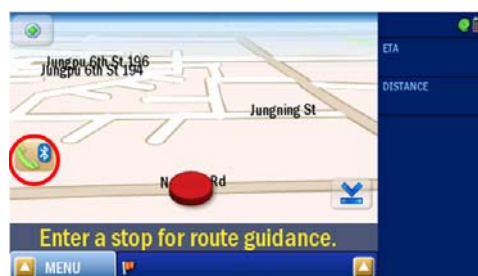 Jungpu 6th St 196
Jungpu 6th St 194
Jungning St
N Rd
Enter a stop for route guidance.
MENU
ETA
DISTANCE